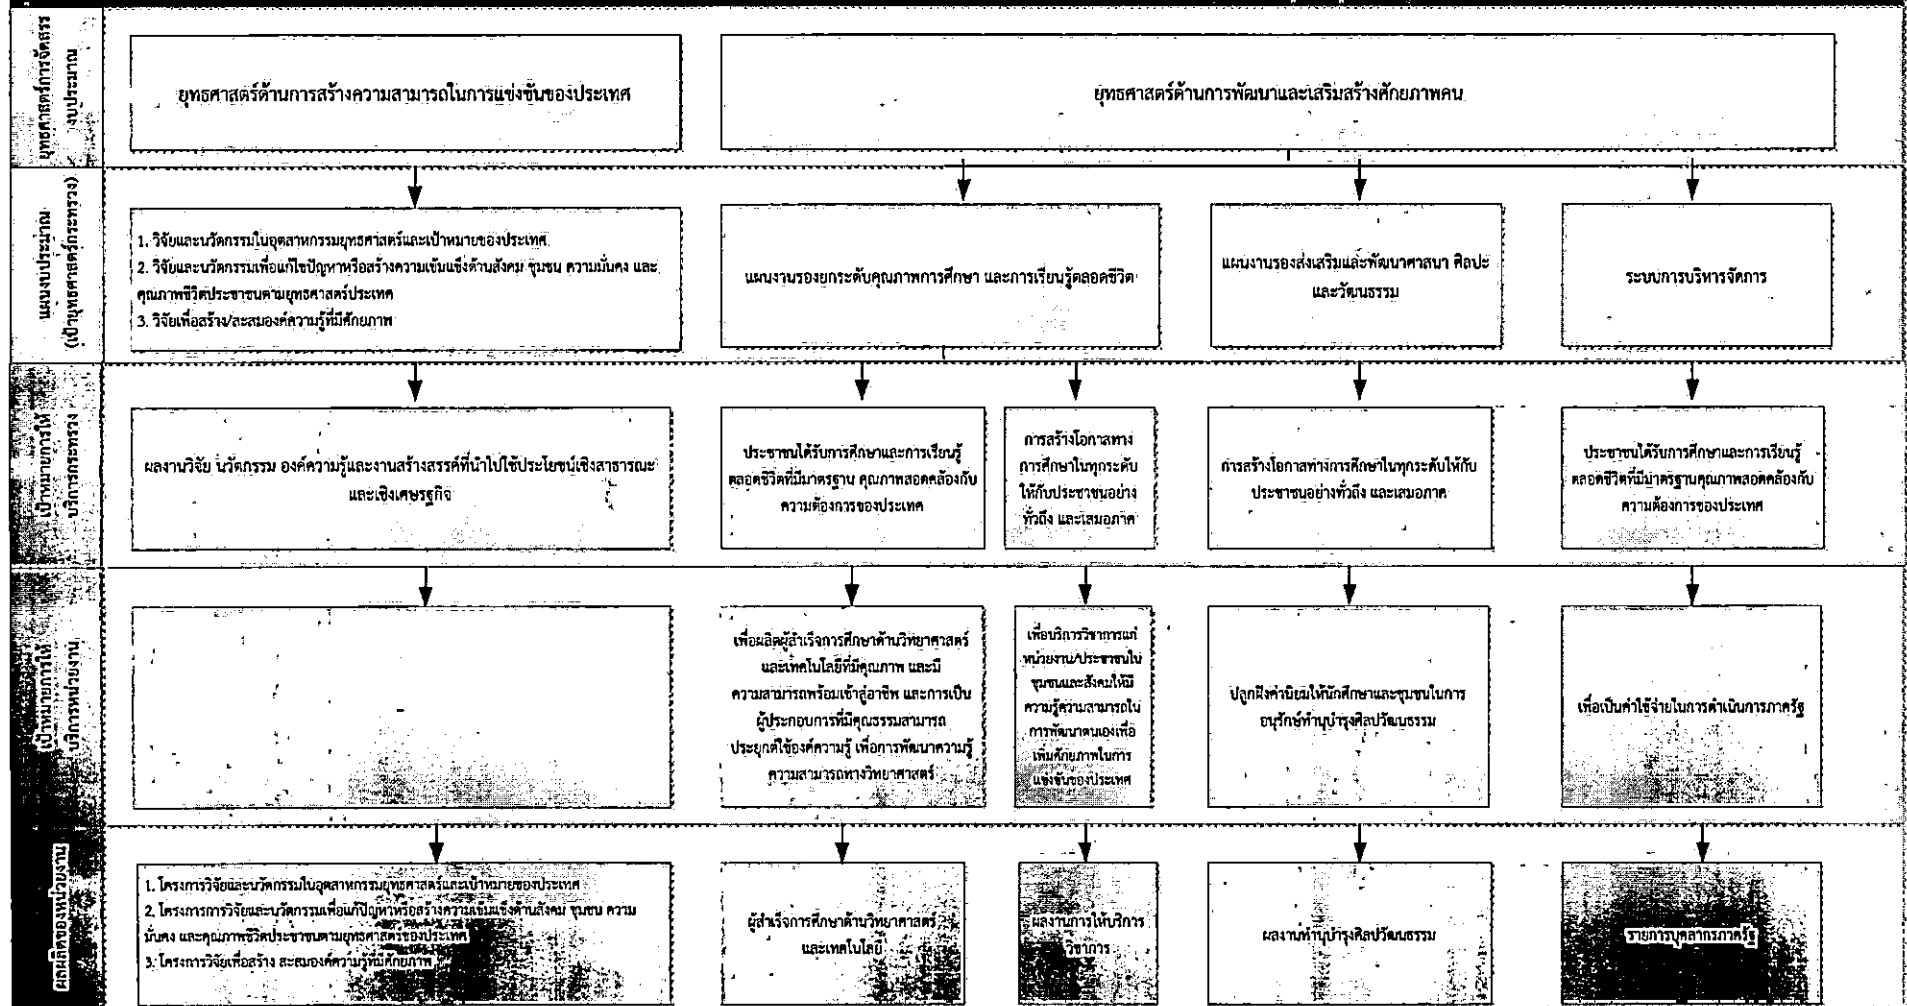 ยุทธศาสตร์การจัดสรร
งบประมาณ
ยุทธศาสตร์ด้านการสร้างความสามารถในการแข่งขันของประเทศ
ยุทธศาสตร์ด้านการพัฒนาและเสริมสร้างศักยภาพคน
แผนงบประมาณ
(เป้ายุทธศาสตร์กระทรวง)
1. วิจัยและนวัตกรรมในอุตสาหกรรมยุทธศาสตร์และเป้าหมายของประเทศ
2. วิจัยและนวัตกรรมเพื่อแก้ไขปัญหาหรือสร้างความเข้มแข็งด้านสังคม ชุมชน ความมั่นคง และ
คุณภาพชีวิตประชาชนตามยุทธศาสตร์ประเทศ
3. วิจัยเพื่อสร้าง/สะสมองค์ความรู้ที่มีศักยภาพ
แผนงานรองยกระดับคุณภาพการศึกษา และการเรียนรู้ตลอดชีวิต
แผนงานรองส่งเสริมและพัฒนาศาสนา ศิลปะ
และวัฒนธรรม
ระบบการบริหารจัดการ
เป้าหมายการให้
บริการกระทรวง
ผลงานวิจัย นวัตกรรม องค์ความรู้และงานสร้างสรรค์ที่นำไปใช้ประโยชน์เชิงสาธารณะ
และเชิงเศรษฐกิจ
ประชาชนได้รับการศึกษาและการเรียนรู้
ตลอดชีวิตที่มีมาตรฐาน คุณภาพสอดคล้องกับ
ความต้องการของประเทศ
การสร้างโอกาสทาง
การศึกษาในทุกระดับ
ให้กับประชาชนอย่าง
ทั่วถึง และเสมอภาค
การสร้างโอกาสทางการศึกษาในทุกระดับให้กับ
ประชาชนอย่างทั่วถึง และเสมอภาค
ประชาชนได้รับการศึกษาและการเรียนรู้
ตลอดชีวิตที่มีมาตรฐานคุณภาพสอดคล้องกับ
ความต้องการของประเทศ
เป้าหมายการให้
บริการหน่วยงาน
เพื่อผลิตผู้สำเร็จการศึกษาด้านวิทยาศาสตร์
และเทคโนโลยีที่มีคุณภาพ และมี
ความสามารถพร้อมเข้าสู่อาชีพ และการเป็น
ผู้ประกอบการที่มีคุณธรรมสามารถ
ประยุกต์ใช้องค์ความรู้ เพื่อการพัฒนาความรู้
ความสามารถทางวิทยาศาสตร์
เพื่อบริการวิชาการแก่
หน่วยงาน/ประชาชนใน
ชุมชนและสังคมให้มี
ความรู้ความสามารถใน
การพัฒนาตนเองเพื่อ
เพิ่มศักยภาพในการ
แข่งขันของประเทศ
ปลูกฝังค่านิยมให้นักศึกษาและชุมชนในการ
อนุรักษ์ทำนุบำรุงศิลปวัฒนธรรม
เพื่อเป็นค่าใช้จ่ายในการดำเนินการภาครัฐ
ผลผลิตของหน่วยงาน
1. โครงการวิจัยและนวัตกรรมในอุตสาหกรรมยุทธศาสตร์และเป้าหมายของประเทศ
2. โครงการการวิจัยและนวัตกรรมเพื่อแก้ปัญหาหรือสร้างความเข้มแข็งด้านสังคม ชุมชน ความ
มั่นคง และคุณภาพชีวิตประชาชนตามยุทธศาสตร์ของประเทศ
3. โครงการวิจัยเพื่อสร้าง สะสมองค์ความรู้ที่มีศักยภาพ
ผู้สำเร็จการศึกษาด้านวิทยาศาสตร์
และเทคโนโลยี
ผลงานการให้บริการ
วิชาการ
ผลงานทำนุบำรุงศิลปวัฒนธรรม
รายการบุคลากรภาครัฐ